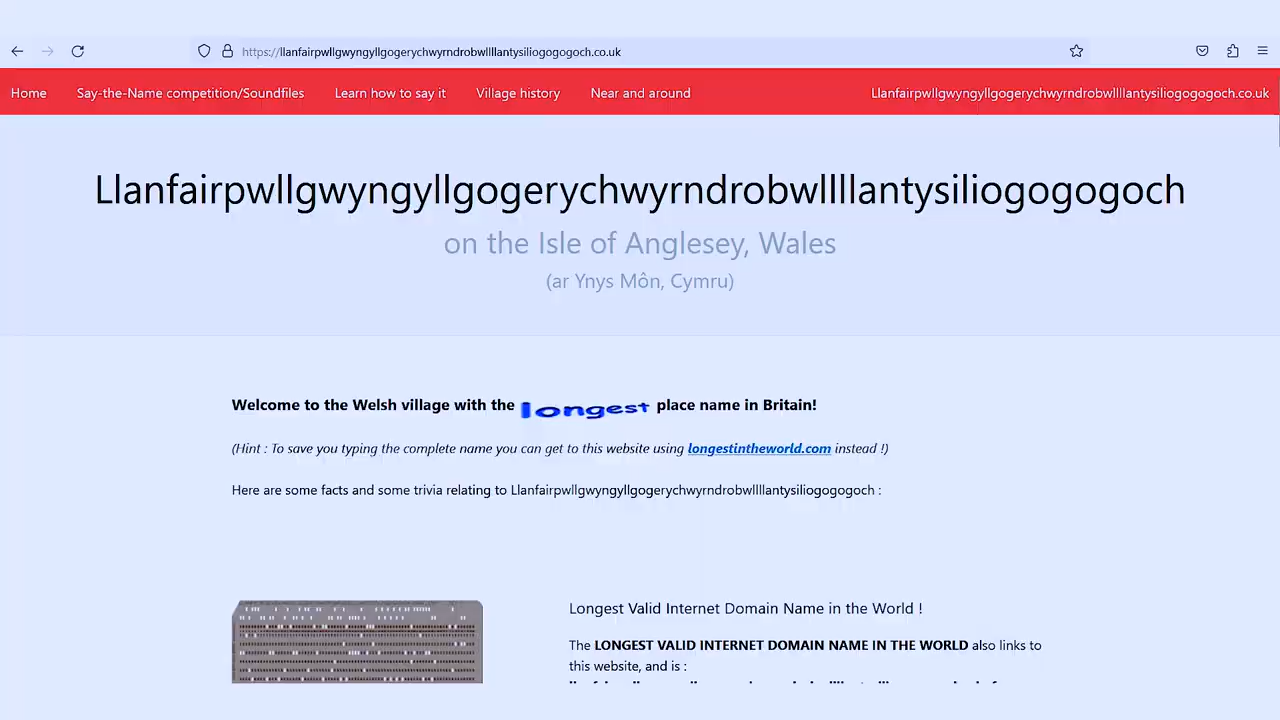 https://llanfairpwllgwyngyllgogerychwyrndrobwllllantysiliogogogoch.co.uk
Home Say-the-Name competition/Soundfiles Learn how to say it Village history Near and around Llanfairpwllgwyngyllgogerychwyrndrobwllllantysiliogogogoch.co.uk
Llanfairpwllgwyngyllgogerychwyrndrobwllllantysiliogogogoch
on the Isle of Anglesey, Wales
(ar Ynys Môn, Cymru)
Welcome to the Welsh village with the longest place name in Britain!
(Hint : To save you typing the complete name you can get to this website using longestintheworld.com instead !)
Here are some facts and some trivia relating to Llanfairpwllgwyngyllgogerychwyrndrobwllllantysiliogogogoch :
Longest Valid Internet Domain Name in the World !
The LONGEST VALID INTERNET DOMAIN NAME IN THE WORLD also links to
this website, and is :